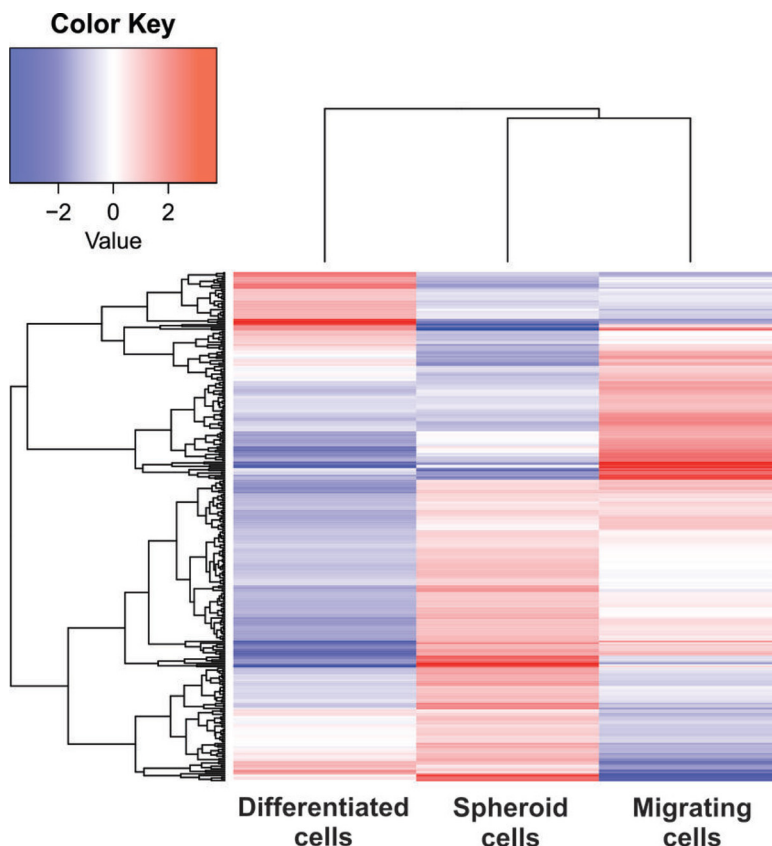 Color Key
−2 0 2
Value
Differentiated cells
Spheroid cells
Migrating cells